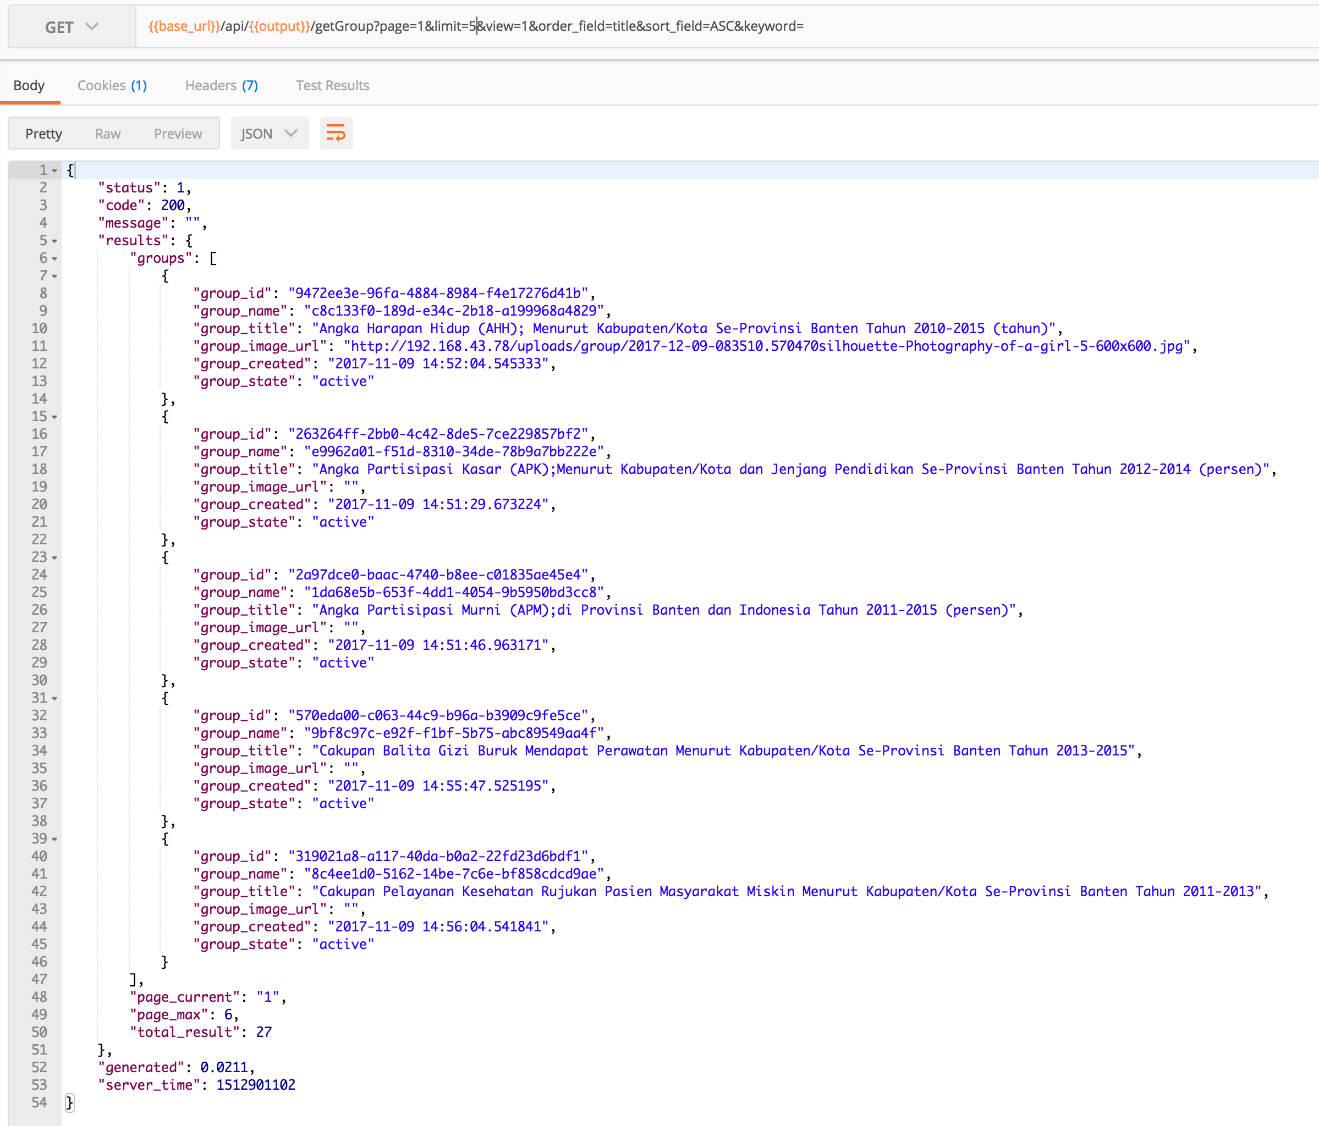 GET {{base_url}}/api/{{output}}/getGroup?page=1&limit=5&view=1&order_field=title&sort_field=ASC&keyword=
Body Cookies (1) Headers (7) Test Results
Pretty Raw Preview JSON
1 {
2 "status": 1,
3 "code": 200,
4 "message": "",
5 "results": {
6 "groups": [
7 {
8 "group_id": "9472ee3e-96fa-4884-8984-f4e17276d41b",
9 "group_name": "c8c133f0-189d-e34c-2b18-a199968a4829",
10 "group_title": "Angka Harapan Hidup (AHH); Menurut Kabupaten/Kota Se-Provinsi Banten Tahun 2010-2015 (tahun)",
11 "group_image_url": "http://192.168.43.78/uploads/group/2017-12-09-083510.570470silhouette-Photography-of-a-girl-5-600x600.jpg",
12 "group_created": "2017-11-09 14:52:04.545333",
13 "group_state": "active"
14 },
15 {
16 "group_id": "263264ff-2bb0-4c42-8de5-7ce229857bf2",
17 "group_name": "e9962a01-f51d-8310-34de-78b9a7bb222e",
18 "group_title": "Angka Partisipasi Kasar (APK);Menurut Kabupaten/Kota dan Jenjang Pendidikan Se-Provinsi Banten Tahun 2012-2014 (persen)",
19 "group_image_url": "",
20 "group_created": "2017-11-09 14:51:29.673224",
21 "group_state": "active"
22 },
23 {
24 "group_id": "2a97dce0-baac-4740-b8ee-c01835ae45e4",
25 "group_name": "1da68e5b-653f-4dd1-4054-9b5950bd3cc8",
26 "group_title": "Angka Partisipasi Murni (APM);di Provinsi Banten dan Indonesia Tahun 2011-2015 (persen)",
27 "group_image_url": "",
28 "group_created": "2017-11-09 14:51:46.963171",
29 "group_state": "active"
30 },
31 {
32 "group_id": "570eda00-c063-44c9-b96a-b3909c9fe5ce",
33 "group_name": "9bf8c97c-e92f-f1bf-5b75-abc89549aa4f",
34 "group_title": "Cakupan Balita Gizi Buruk Mendapat Perawatan Menurut Kabupaten/Kota Se-Provinsi Banten Tahun 2013-2015",
35 "group_image_url": "",
36 "group_created": "2017-11-09 14:55:47.525195",
37 "group_state": "active"
38 },
39 {
40 "group_id": "319021a8-a117-40da-b0a2-22fd23d6bdf1",
41 "group_name": "8c4ee1d0-5162-14be-7c6e-bf858cdcd9ae",
42 "group_title": "Cakupan Pelayanan Kesehatan Rujukan Pasien Masyarakat Miskin Menurut Kabupaten/Kota Se-Provinsi Banten Tahun 2011-2013",
43 "group_image_url": "",
44 "group_created": "2017-11-09 14:56:04.541841",
45 "group_state": "active"
46 }
47 ],
48 "page_current": "1",
49 "page_max": 6,
50 "total_result": 27
51 },
52 "generated": 0.0211,
53 "server_time": 1512901102
54 }